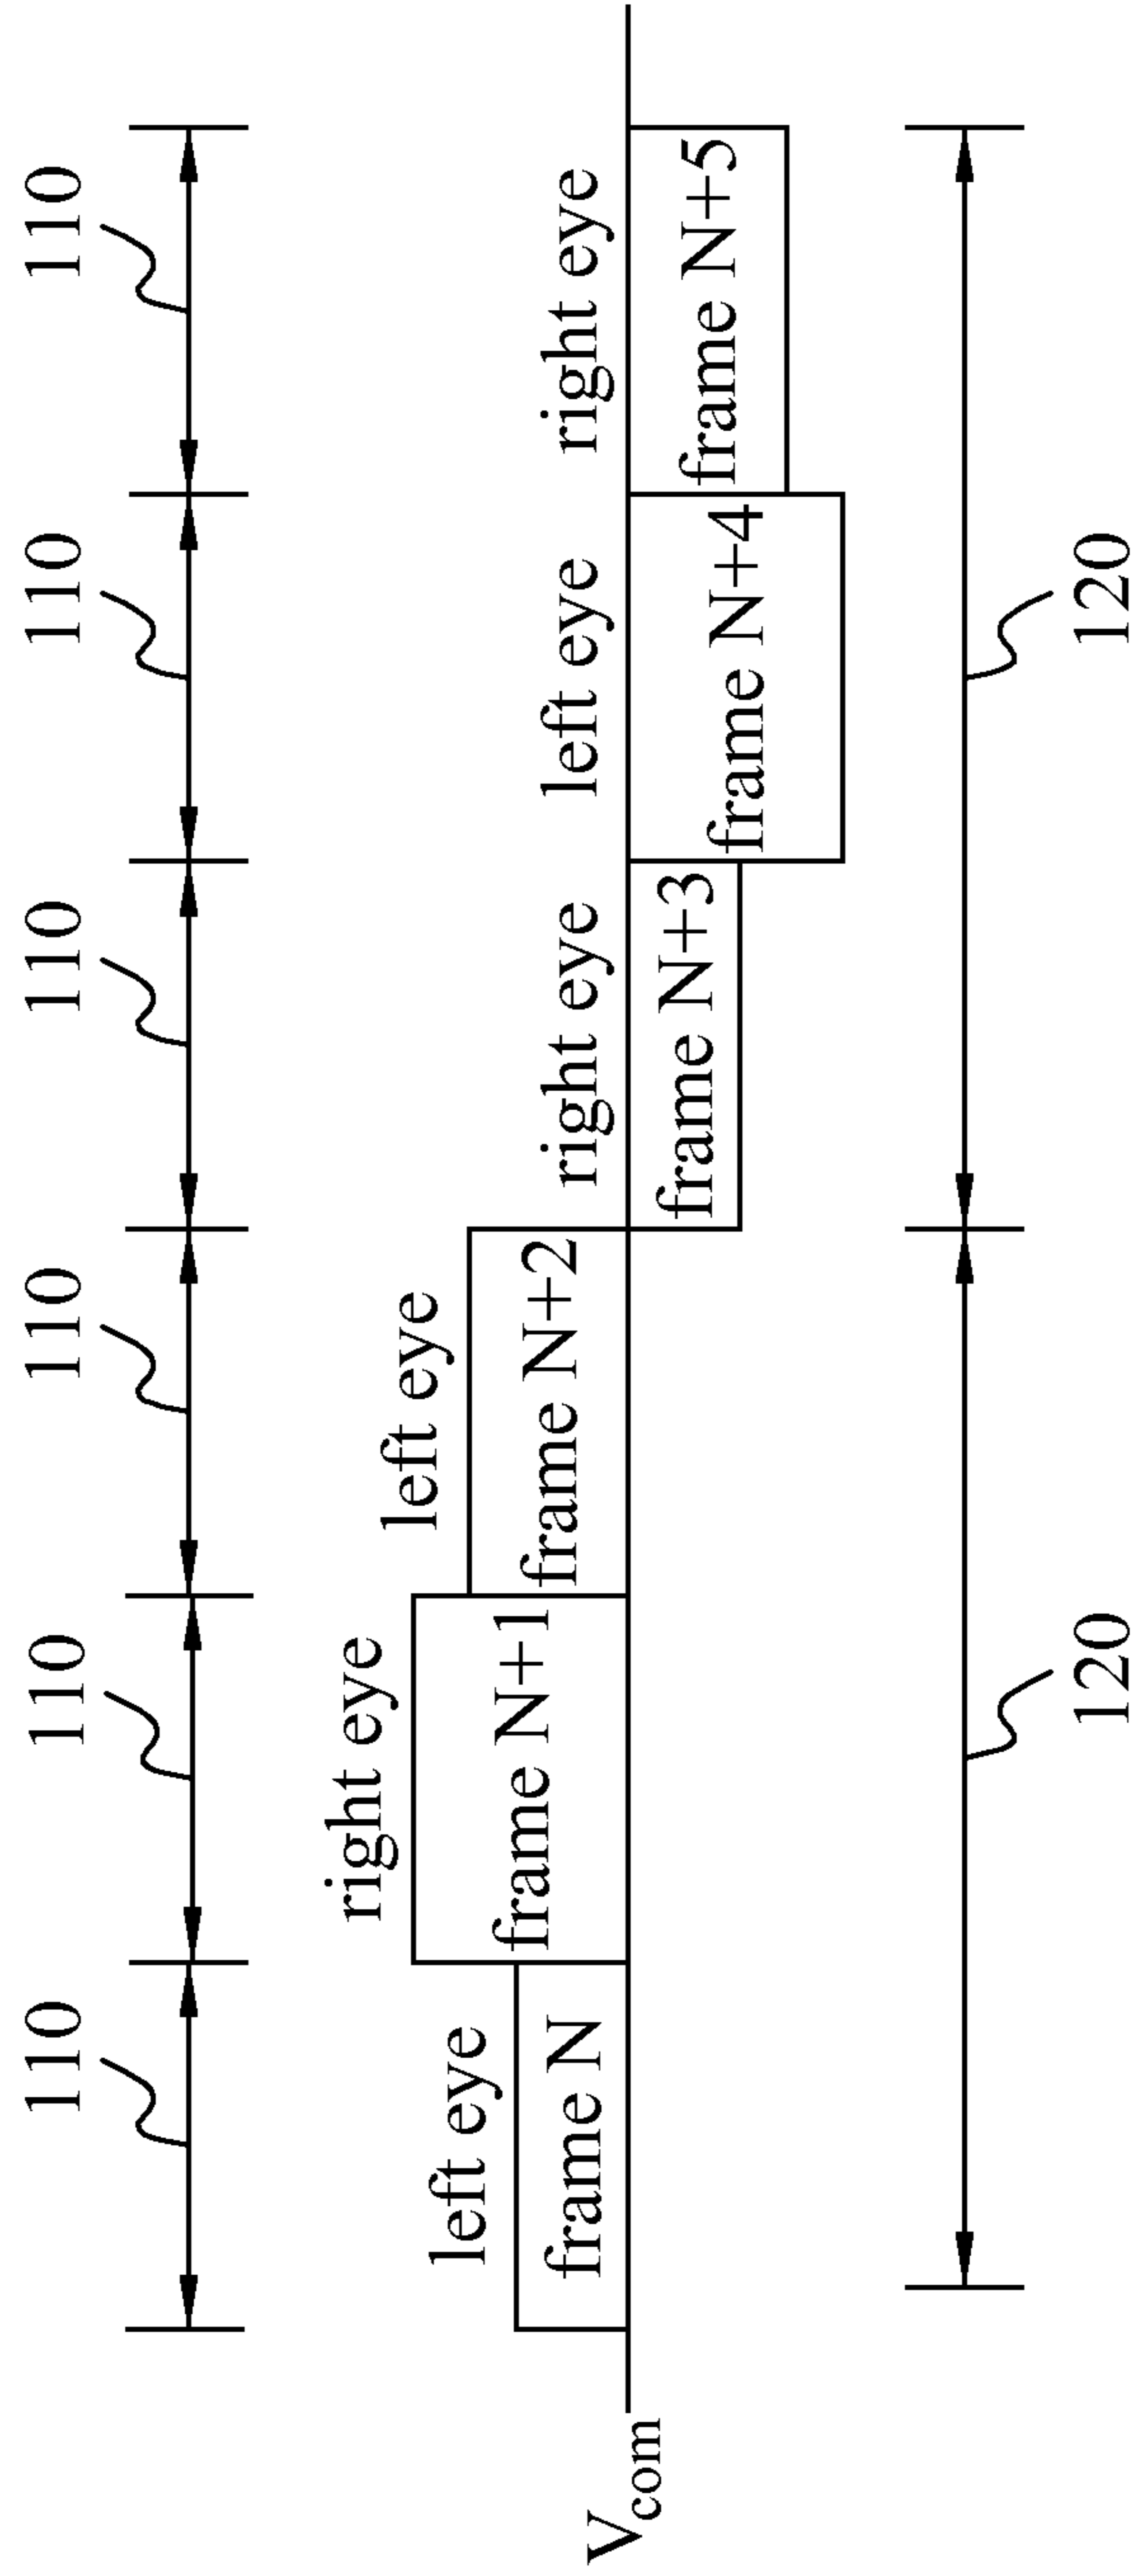 110
110
110
110
110
110
left eye
right eye
left eye
right eye
left eye
right eye
frame N
frame N+1
frame N+2
frame N+3
frame N+4
frame N+5
Vcom
120
120